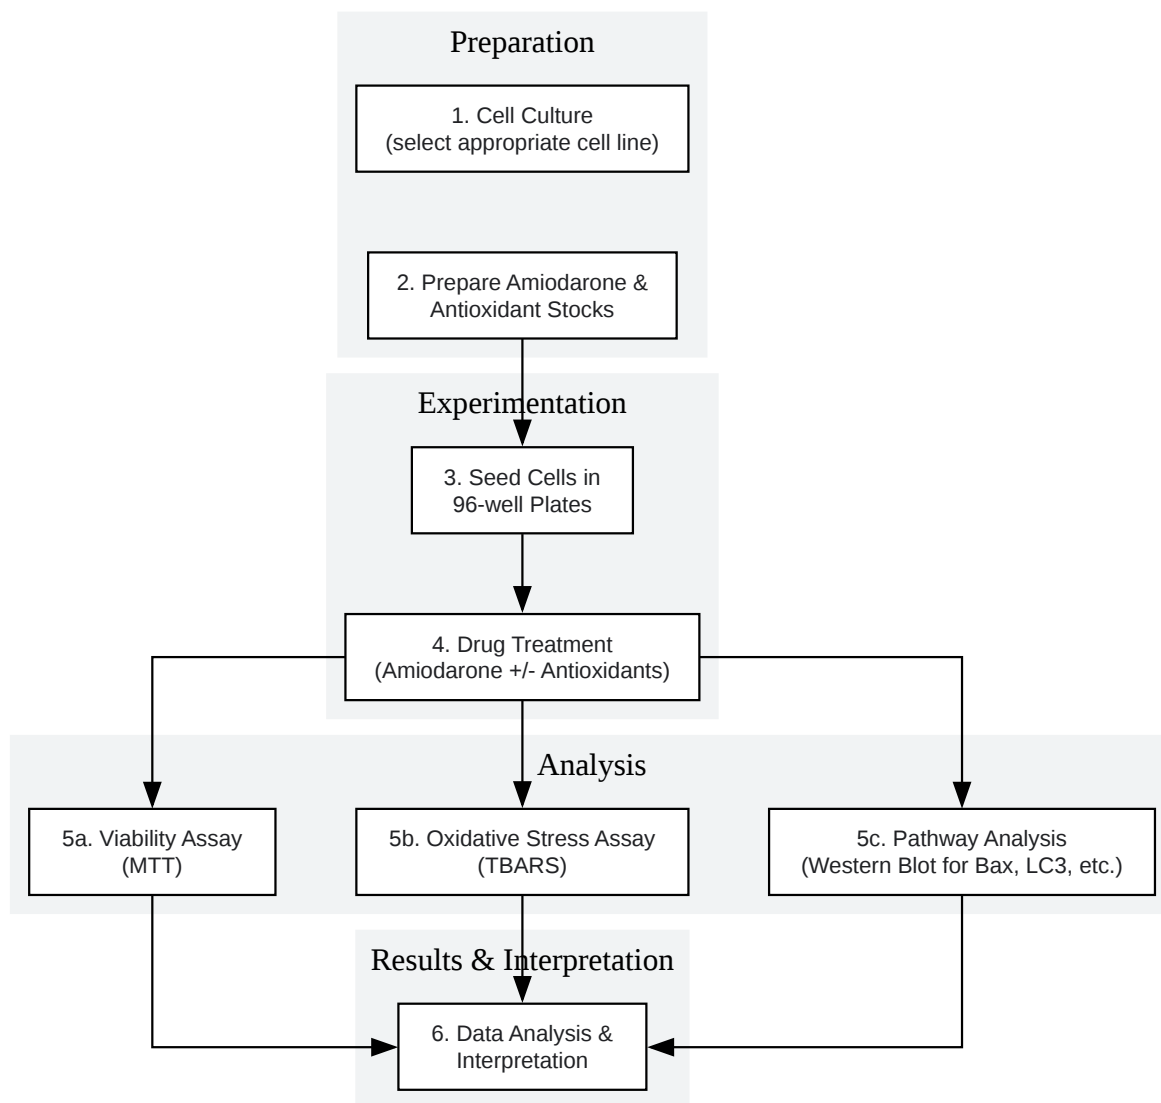 Preparation
1. Cell Culture
(select appropriate cell line)
2. Prepare Amiodarone &
Antioxidant Stocks
Experimentation
3. Seed Cells in
96-well Plates
4. Drug Treatment
(Amiodarone +/- Antioxidants)
Analysis
5a. Viability Assay
(MTT)
5b. Oxidative Stress Assay
(TBARS)
5c. Pathway Analysis
(Western Blot for Bax, LC3, etc.)
Results & Interpretation
6. Data Analysis &
Interpretation